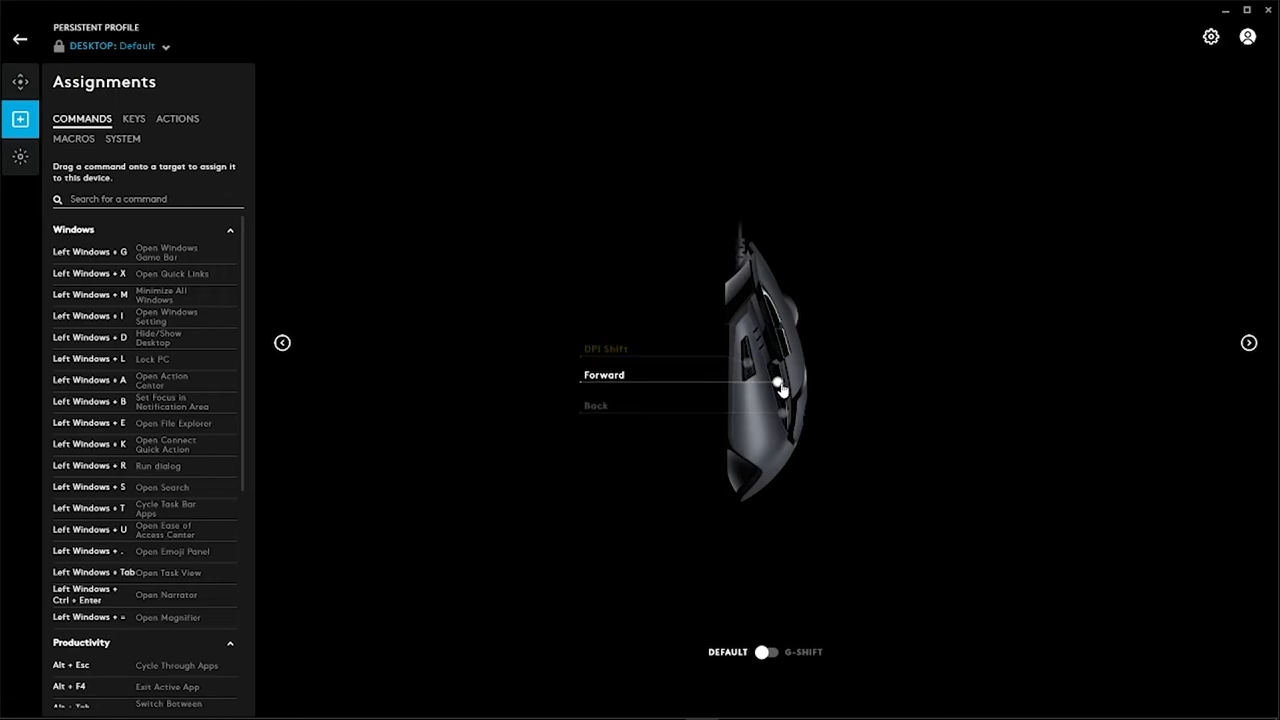 PERSISTENT PROFILE
DESKTOP: Default
Assignments
COMMANDS KEYS ACTIONS
MACROS SYSTEM
Drag a command onto a target to assign it
to this device.
Search for a command
Windows
Left Windows + G Open Windows
Game Bar
Left Windows + X Open Quick Links
Left Windows + M Minimize All
Windows
Left Windows + I Open Windows
Setting
Left Windows + D Hide/Show
Desktop
Left Windows + L Lock PC
Left Windows + A Open Action
Center
Left Windows + B Set Focus in
Notification Area
Left Windows + E Open File Explorer
Left Windows + K Open Connect
Quick Action
Left Windows + R Run dialog
Left Windows + S Open Search
Left Windows + T Cycle Task Bar
Apps
Left Windows + U Open Ease of
Access Center
Left Windows + . Open Emoji Panel
Left Windows + Tab Open Task View
Left Windows +
Ctrl + Enter Open Narrator
Left Windows + = Open Magnifier
Productivity
Alt + Esc Cycle Through Apps
Alt + F4 Exit Active App
Alt + Tab Switch Between
DPI Shift
Forward
Back
DEFAULT G-SHIFT